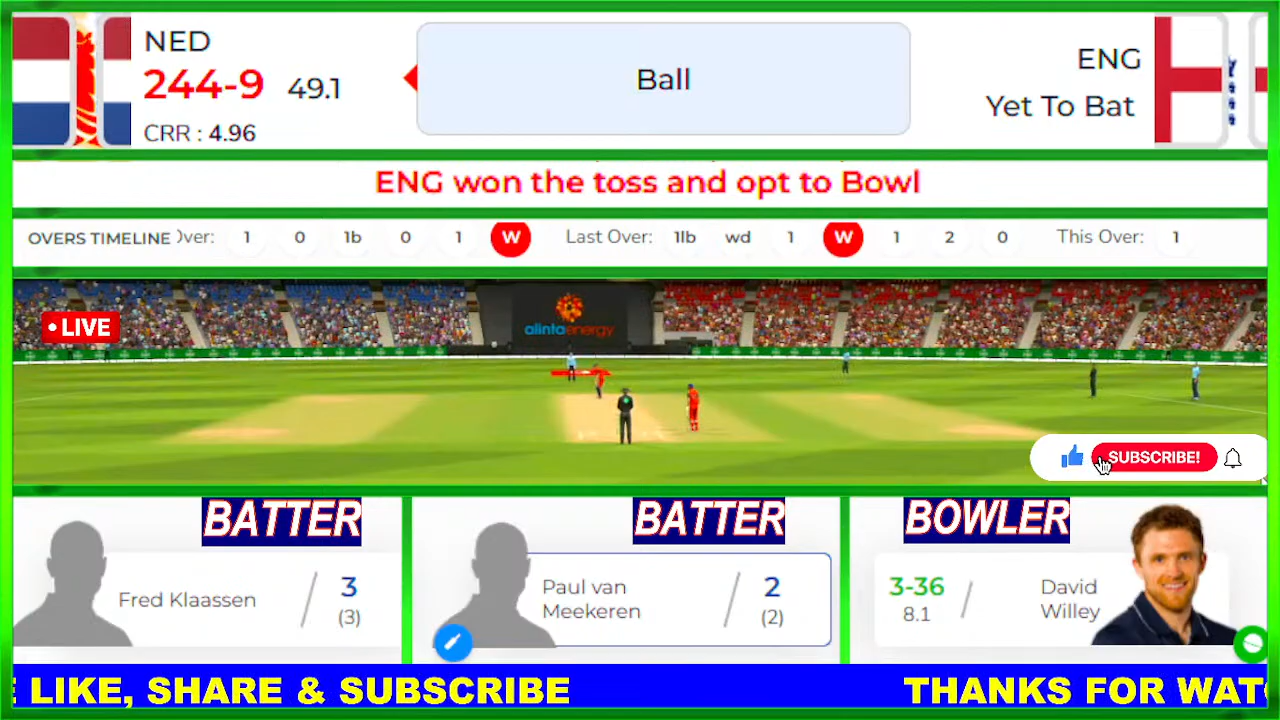 NED
244-9 49.1
CRR : 4.96
Ball
ENG
Yet To Bat
ENG won the toss and opt to Bowl
OVERS TIMELINE Over: 1 0 1b 0 1 W Last Over: 1lb wd 1 W 1 2 0 This Over: 1
alintaenergy
• LIVE
SUBSCRIBE!
BATTER
Fred Klaassen / 3
(3)
BATTER
Paul van
Meekeren / 2
(2)
BOWLER
3-36
8.1 / David
Willey
LIKE, SHARE & SUBSCRIBE THANKS FOR